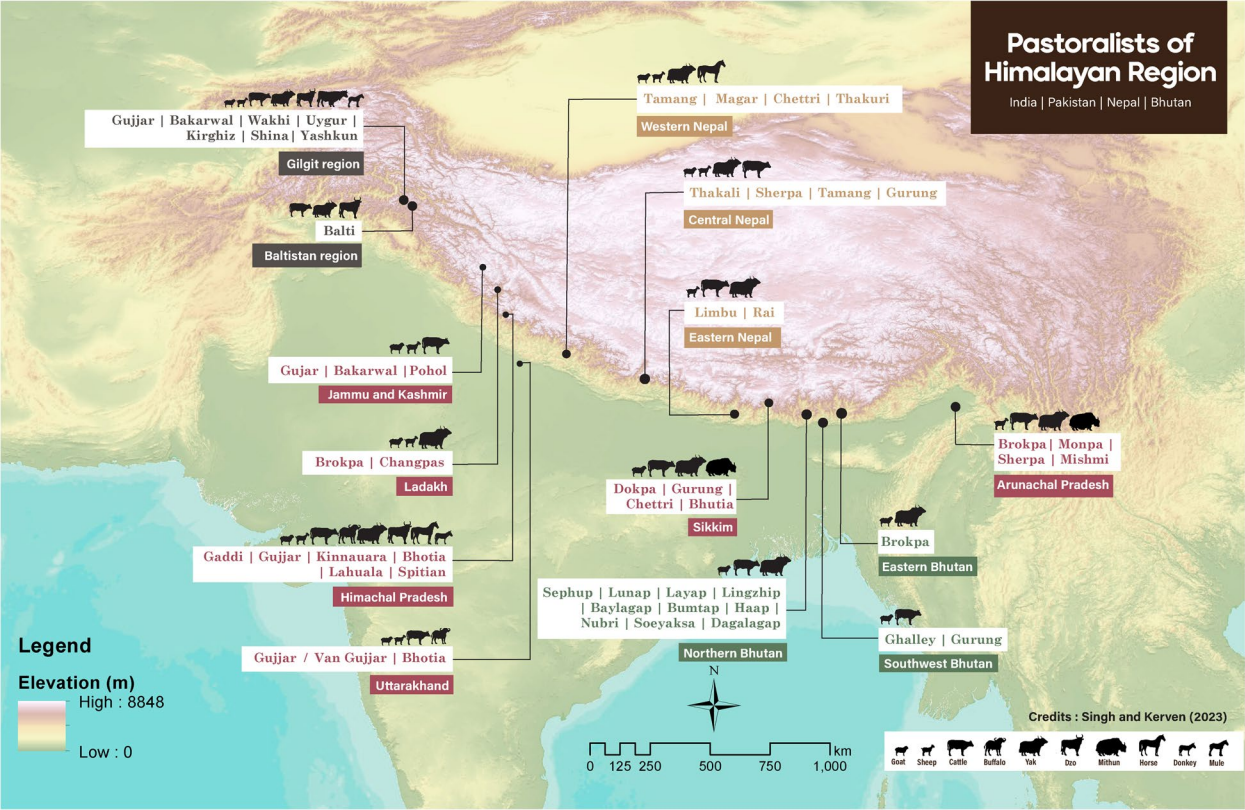 Pastoralists of
Himalayan Region
India | Pakistan | Nepal | Bhutan
Tamang | Magar | Chettri | Thakuri
Western Nepal
Gujjar | Bakarwal | Wakhi | Uygur |
Kirghiz | Shina| Yashkun
Gilgit region
Thakali | Sherpa | Tamang | Gurung
Central Nepal
Balti
Baltistan region
Limbu | Rai
Eastern Nepal
Gujar | Bakarwal |Pohol
Jammu and Kashmir
Brokpa | Changpas
Ladakh
Brokpa| Monpa |
Sherpa | Mishmi
Arunachal Pradesh
Dokpa | Gurung |
Chettri | Bhutia
Sikkim
Gaddi | Gujjar | Kinnauara | Bhotia
| Lahuala | Spitian
Himachal Pradesh
Brokpa
Eastern Bhutan
Sephup | Lunap | Layap | Lingzhip
| Baylagap | Bumtap | Haap |
Nubri | Soeyaksa | Dagalagap
Northern Bhutan
Ghalley | Gurung
Southwest Bhutan
Gujjar / Van Gujjar | Bhotia
Uttarakhand
Legend
Elevation (m)
High : 8848
Low : 0
N
km
0 125 250 500 750 1,000
Credits : Singh and Kerven (2023)
Goat Sheep Cattle Buffalo Yak Dzo Mithun Horse Donkey Mule